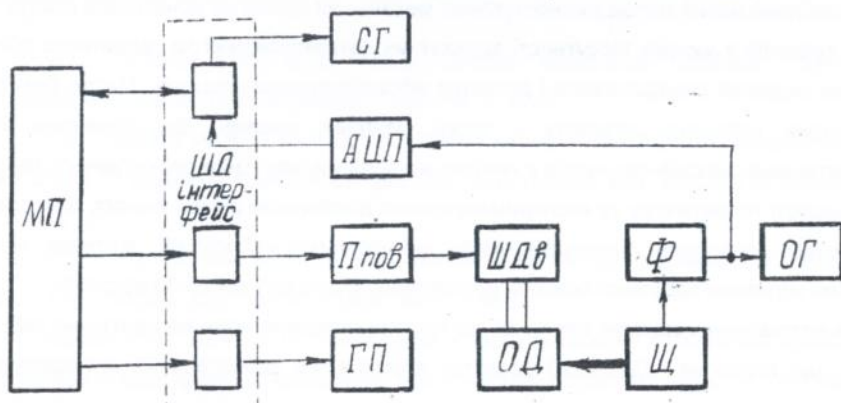 СГ
АЦП
МП
ШД
інтер-
фейс
Ппов
ШДв
Ф
ОГ
ГП
ОД
Щ